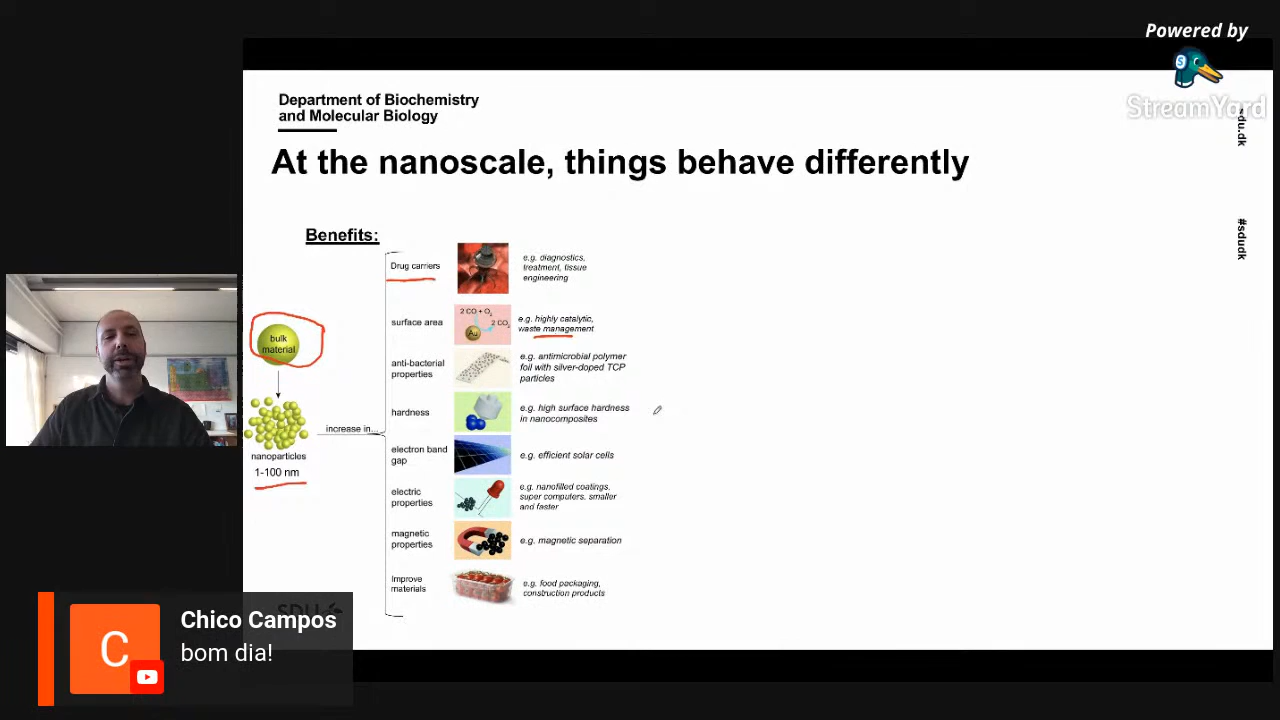 Powered by
StreamYard
Department of Biochemistry
and Molecular Biology
sdu.dk
#sdudk
At the nanoscale, things behave differently
Benefits:
bulk
material
nanoparticles
1-100 nm
increase in...
Drug carriers
e.g. diagnostics,
treatment, tissue
engineering
surface area
2 CO + O2
2 CO2
Au
e.g. highly catalytic,
waste management
anti-bacterial
properties
e.g. antimicrobial polymer
foil with silver-doped TCP
particles
hardness
e.g. high surface hardness
in nanocomposites
electron band
gap
e.g. efficient solar cells
electric
properties
e.g. nanofilled coatings,
super computers. smaller
and faster
magnetic
properties
e.g. magnetic separation
Improve
materials
e.g. food packaging,
construction products
SDU
C
Chico Campos
bom dia!